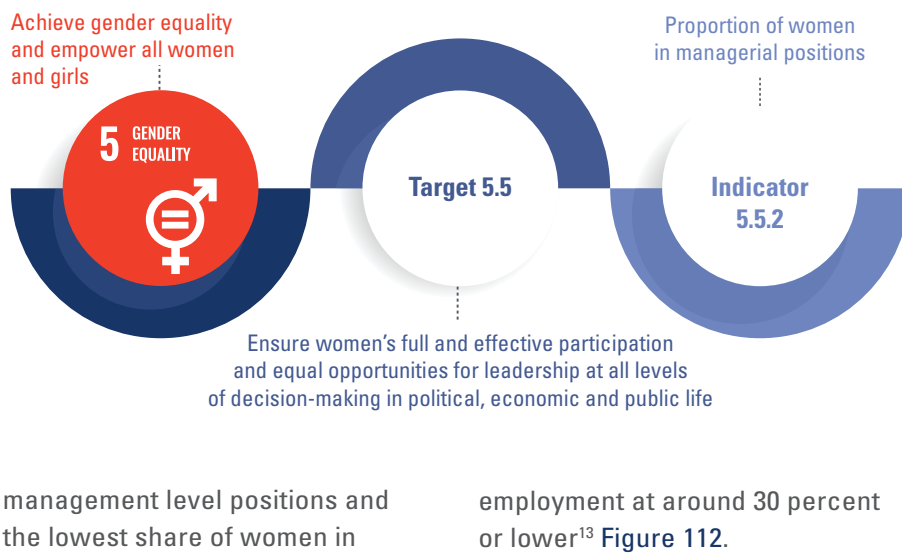 Achieve gender equality
and empower all women
and girls
5 GENDER
EQUALITY
Target 5.5
Ensure women’s full and effective participation
and equal opportunities for leadership at all levels
of decision-making in political, economic and public life
Proportion of women
in managerial positions
Indicator
5.5.2
management level positions and
the lowest share of women in
employment at around 30 percent
or lower¹³ Figure 112.